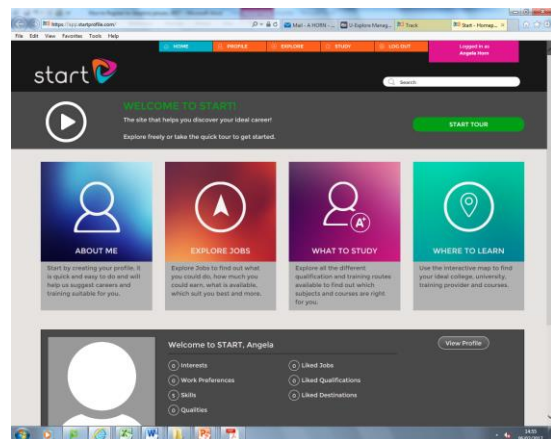 https://app.startprofile.com/
Mail - A HORN - ...
U-Explore Manag...
Track
Start - Homep...
File Edit View Favorites Tools Help
HOME PROFILE EXPLORE STUDY LOG OUT
Logged in as
Angela Horn
start
Search
WELCOME TO START!
The site that helps you discover your ideal career!
Explore freely or take the quick tour to get started.
START TOUR
ABOUT ME
Start by creating your profile. It
is quick and easy to do and will
help us suggest careers and
training suitable for you.
EXPLORE JOBS
Explore Jobs to find out what
you could do, how much you
could earn, what is available,
which suit you best and more.
A+
WHAT TO STUDY
Explore all the different
qualification and training routes
available to find out which
subjects and courses are right
for you.
WHERE TO LEARN
Use the interactive map to find
your ideal college, university,
training provider and courses.
Welcome to START, Angela
View Profile
0 Interests
0 Work Preferences
5 Skills
0 Qualities
0 Liked Jobs
0 Liked Qualifications
0 Liked Destinations
14:55